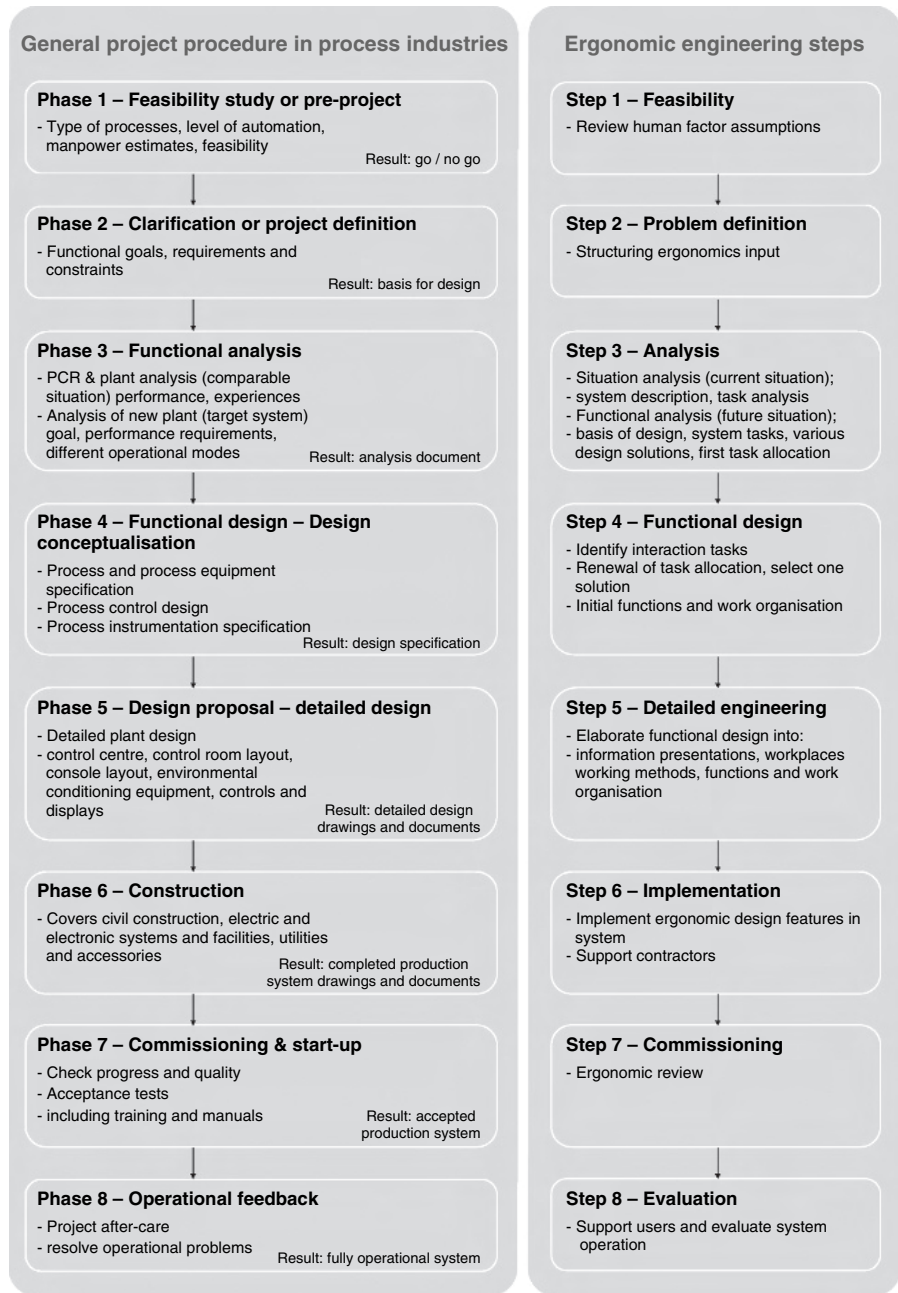 General project procedure in process industries
Phase 1 – Feasibility study or pre-project
- Type of processes, level of automation,
manpower estimates, feasibility
Result: go / no go
Phase 2 – Clarification or project definition
- Functional goals, requirements and
constraints
Result: basis for design
Phase 3 – Functional analysis
- PCR & plant analysis (comparable
situation) performance, experiences
- Analysis of new plant (target system)
goal, performance requirements,
different operational modes
Result: analysis document
Phase 4 – Functional design – Design
conceptualisation
- Process and process equipment
specification
- Process control design
- Process instrumentation specification
Result: design specification
Phase 5 – Design proposal – detailed design
- Detailed plant design
- control centre, control room layout,
console layout, environmental
conditioning equipment, controls and
displays
Result: detailed design
drawings and documents
Phase 6 – Construction
- Covers civil construction, electric and
electronic systems and facilities, utilities
and accessories
Result: completed production
system drawings and documents
Phase 7 – Commissioning & start-up
- Check progress and quality
- Acceptance tests
- including training and manuals
Result: accepted
production system
Phase 8 – Operational feedback
- Project after-care
- resolve operational problems
Result: fully operational system
Ergonomic engineering steps
Step 1 – Feasibility
- Review human factor assumptions
Step 2 – Problem definition
- Structuring ergonomics input
Step 3 – Analysis
- Situation analysis (current situation);
- system description, task analysis
- Functional analysis (future situation);
- basis of design, system tasks, various
design solutions, first task allocation
Step 4 – Functional design
- Identify interaction tasks
- Renewal of task allocation, select one
solution
- Initial functions and work organisation
Step 5 – Detailed engineering
- Elaborate functional design into:
- information presentations, workplaces
working methods, functions and work
organisation
Step 6 – Implementation
- Implement ergonomic design features in
system
- Support contractors
Step 7 – Commissioning
- Ergonomic review
Step 8 – Evaluation
- Support users and evaluate system
operation